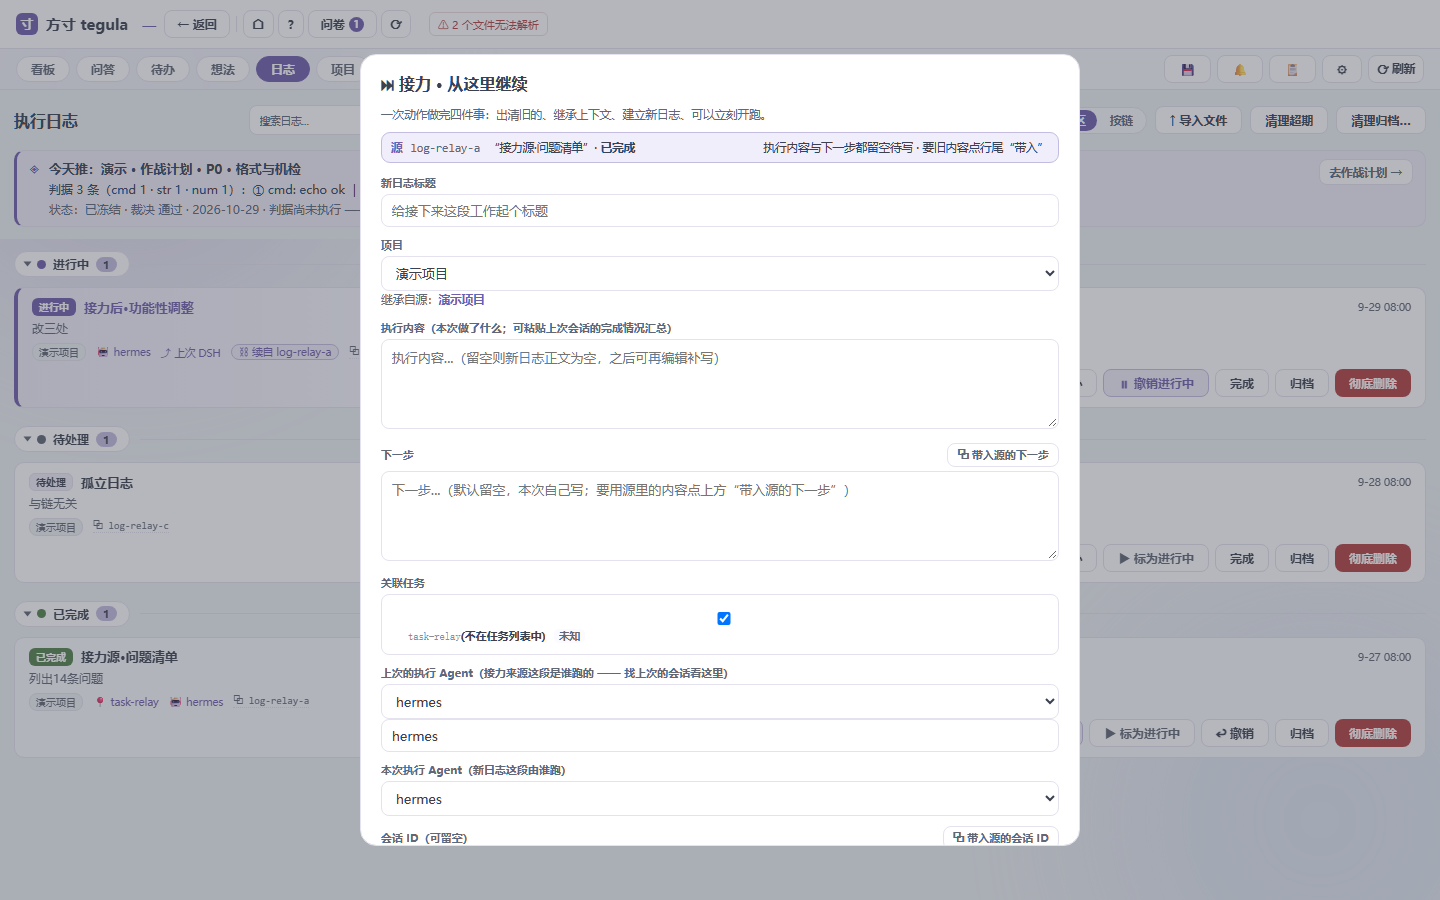 寸 方寸 tegula — ← 返回 ? 问卷 1 ⚠ 2 个文件无法解析
看板 问答 待办 想法 日志 项目 刷新
执行日志 搜索日志... 区 按链 ↑导入文件 清理超期 清理归档...
今天推：演示 • 作战计划 • P0 • 格式与机检
判据 3 条（cmd 1 · str 1 · num 1）：① cmd: echo ok |
状态：已冻结 · 裁决 通过 · 2026-10-29 · 判据尚未执行 —
去作战计划 →
进行中 1
进行中 接力后•功能性调整 9-29 08:00
改三处
演示项目 hermes 上次 DSH 续自 log-relay-a
撤销进行中 完成 归档 彻底删除
待处理 1
待处理 孤立日志 9-28 08:00
与链无关
演示项目 log-relay-c
▶ 标为进行中 完成 归档 彻底删除
已完成 1
已完成 接力源•问题清单 9-27 08:00
列出14条问题
演示项目 task-relay hermes log-relay-a
▶ 标为进行中 撤销 归档 彻底删除
接力 • 从这里继续
一次动作做完四件事：出清旧的、继承上下文、建立新日志、可以立刻开跑。
源 log-relay-a “接力源·问题清单” · 已完成 执行内容与下一步都留空待写 · 要旧内容点行尾“带入”
新日志标题
给接下来这段工作起个标题
项目
演示项目
继承自源：演示项目
执行内容（本次做了什么；可粘贴上次会话的完成情况汇总）
执行内容...（留空则新日志正文为空，之后可再编辑补写）
下一步 带入源的下一步
下一步...（默认留空，本次自己写；要用源里的内容点上方“带入源的下一步”）
关联任务
task-relay(不在任务列表中) 未知
上次的执行 Agent（接力来源这段是谁跑的 —— 找上次的会话看这里）
hermes
hermes
本次执行 Agent（新日志这段由谁跑）
hermes
会话 ID（可留空） 带入源的会话 ID